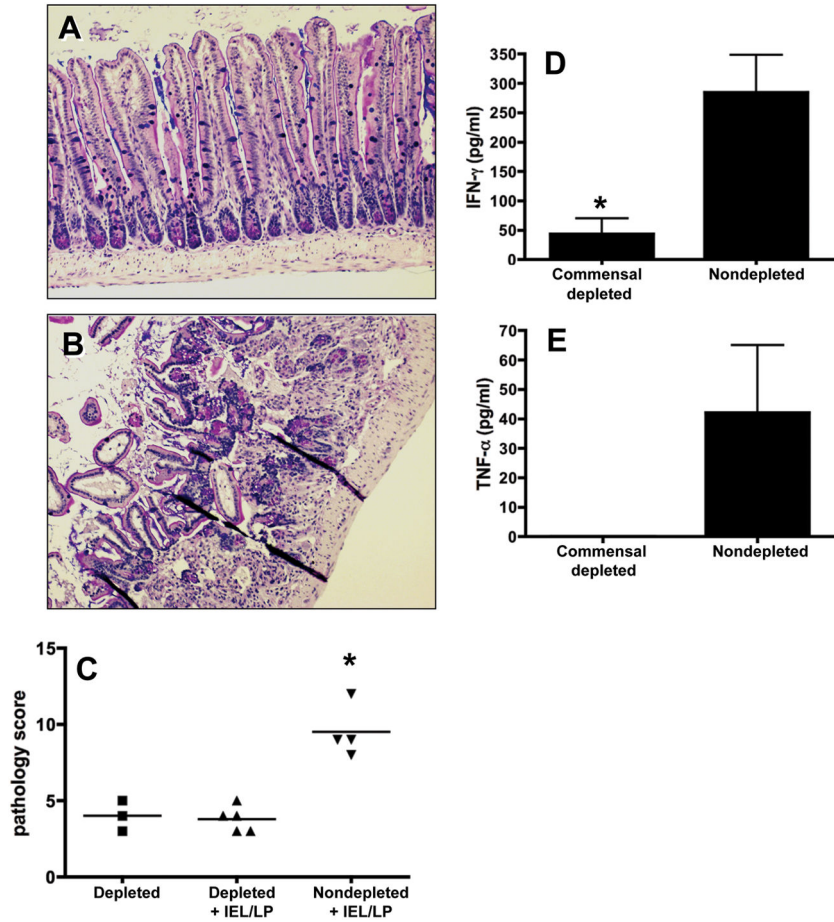 A
B
C
pathology score
15
10
5
0
*
Depleted
Depleted
+ IEL/LP
Nondepleted
+ IEL/LP
D
IFN-γ (pg/ml)
350
300
250
200
150
100
50
0
*
Commensal
depleted
Nondepleted
E
TNF-α (pg/ml)
70
60
50
40
30
20
10
0
Commensal
depleted
Nondepleted